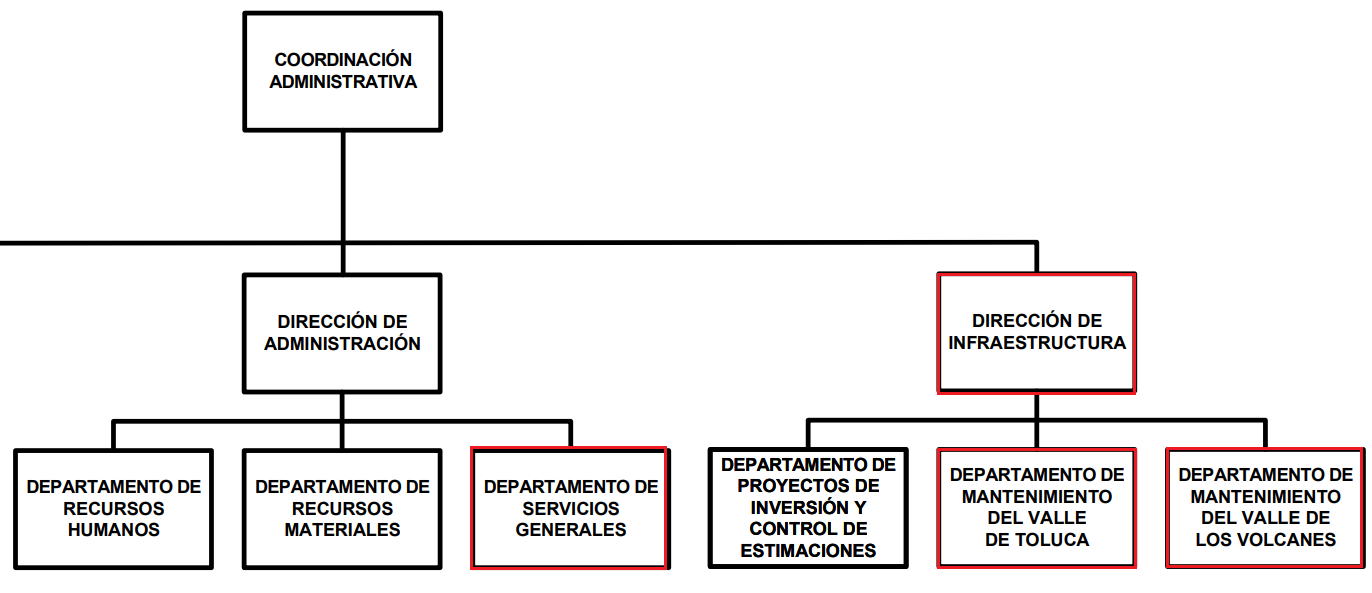 COORDINACIÓN
ADMINISTRATIVA
DIRECCIÓN DE
ADMINISTRACIÓN
DIRECCIÓN DE
INFRAESTRUCTURA
DEPARTAMENTO DE
RECURSOS
HUMANOS
DEPARTAMENTO DE
RECURSOS
MATERIALES
DEPARTAMENTO DE
SERVICIOS
GENERALES
DEPARTAMENTO DE
PROYECTOS DE
INVERSIÓN Y
CONTROL DE
ESTIMACIONES
DEPARTAMENTO DE
MANTENIMIENTO
DEL VALLE
DE TOLUCA
DEPARTAMENTO DE
MANTENIMIENTO
DEL VALLE DE
LOS VOLCANES